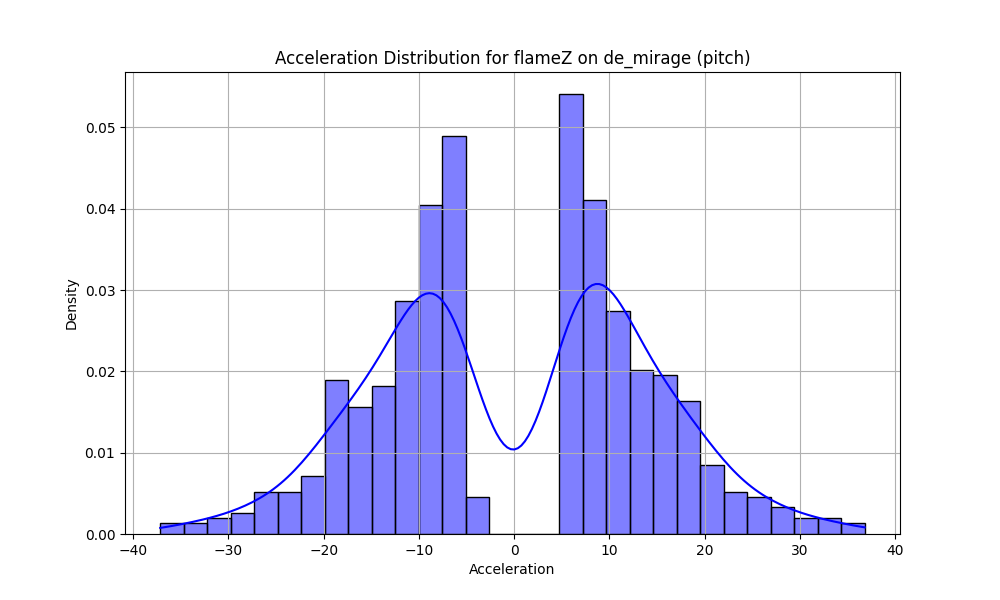 Acceleration Distribution for flameZ on de_mirage (pitch)
0.05
0.04
0.03
0.02
0.01
0.00
Density
−40 −30 −20 −10 0 10 20 30 40
Acceleration